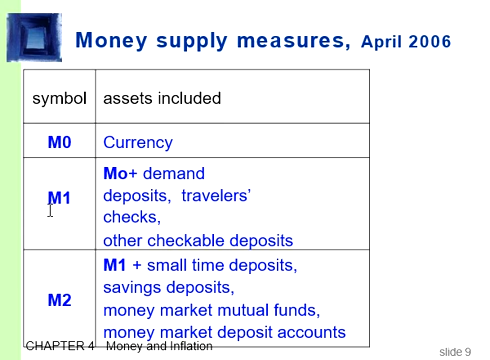 Money supply measures, April 2006
symbol assets included
M0 Currency
Mo+ demand
deposits, travelers'
M1
checks,
other checkable deposits
M1 + small time deposits,
savings deposits,
M2
money market mutual funds,
money market deposit accounts
CHAPTER 4 Money and Inflation
slide 9